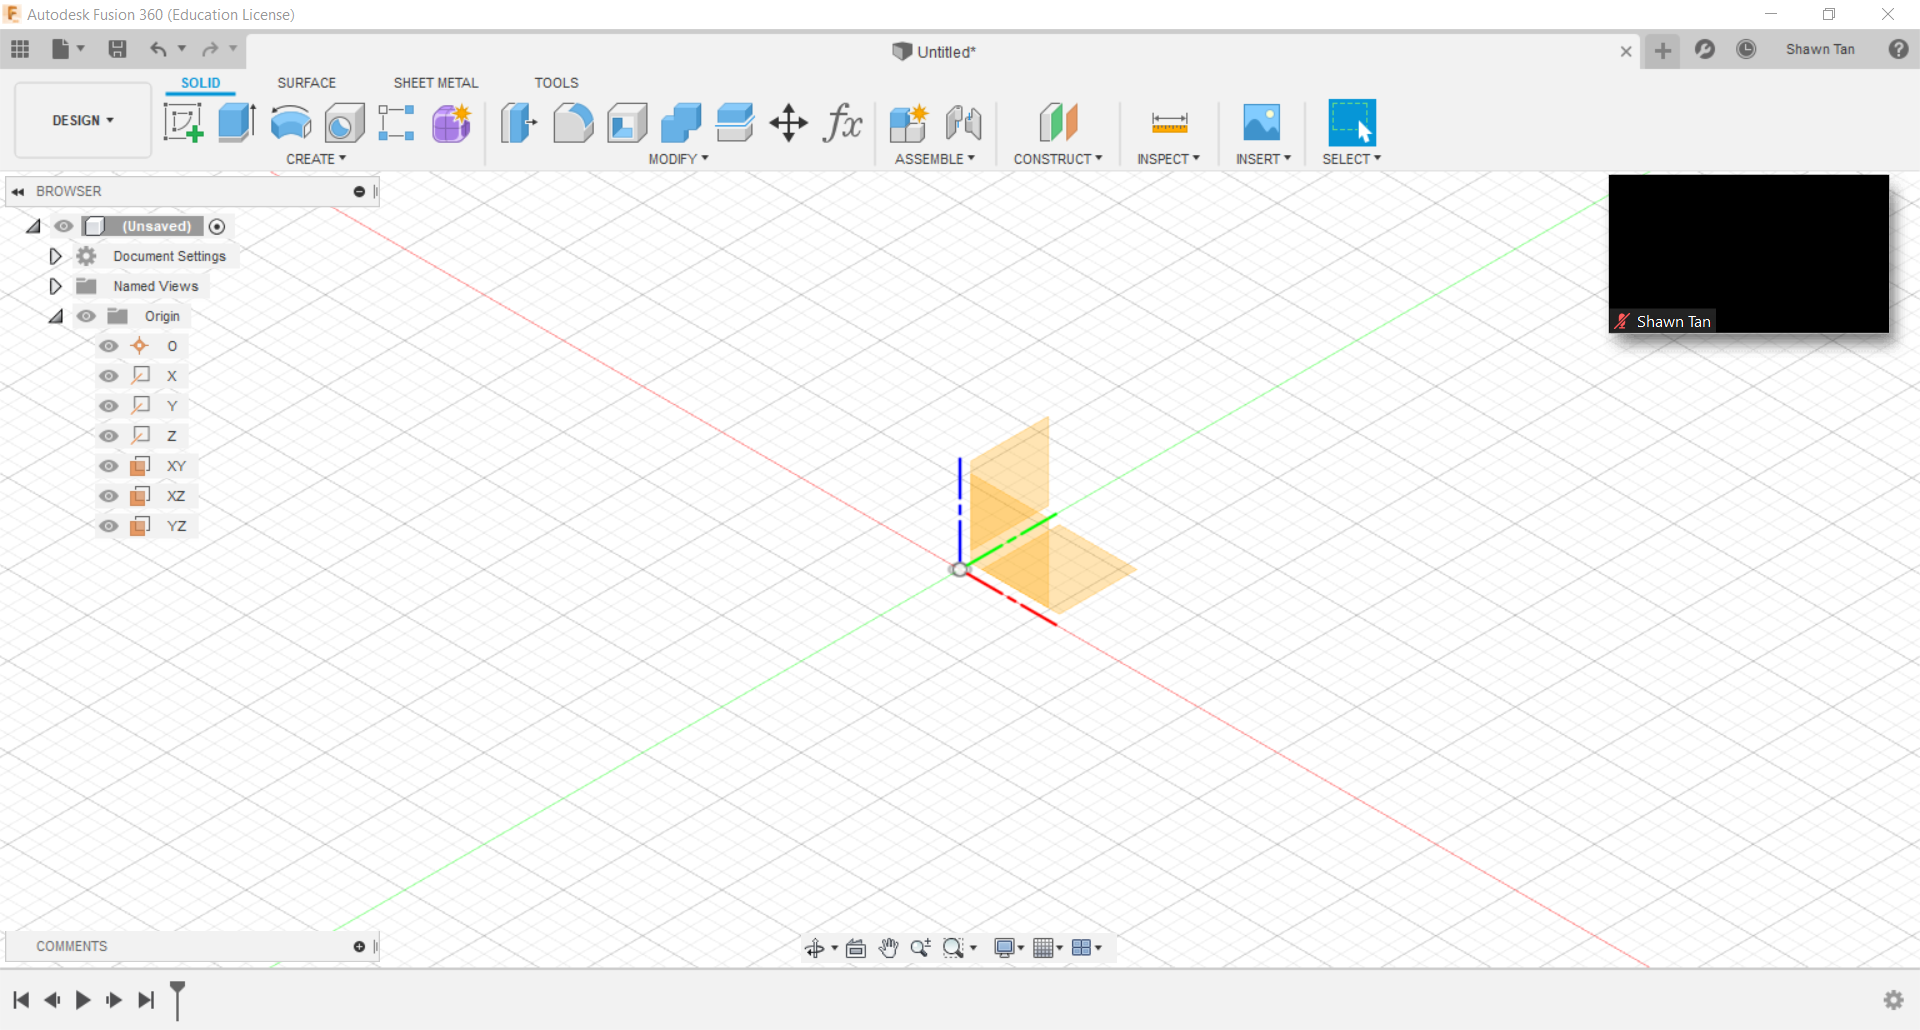 Autodesk Fusion 360 (Education License)
Untitled*
Shawn Tan
SOLID
SURFACE
SHEET METAL
TOOLS
DESIGN
CREATE
MODIFY
ASSEMBLE
CONSTRUCT
INSPECT
INSERT
SELECT
BROWSER
(Unsaved)
Document Settings
Named Views
Origin
O
X
Y
Z
XY
XZ
YZ
Shawn Tan
COMMENTS